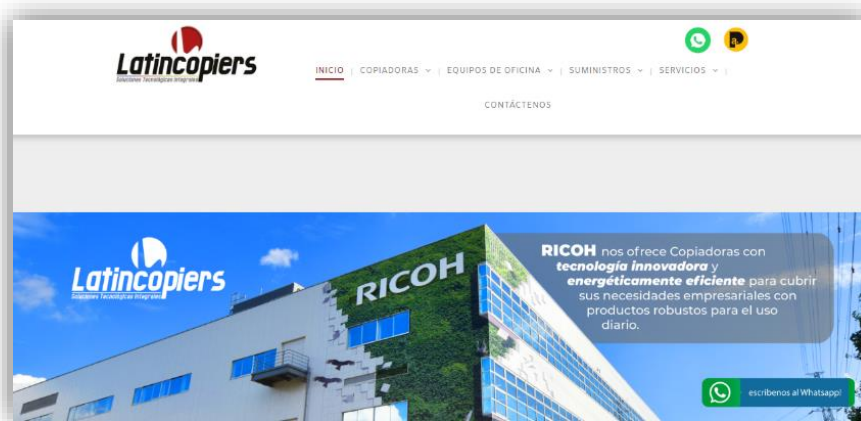 Latincopiers
Soluciones Tecnológicas Integrales
INICIO | COPIADORAS | EQUIPOS DE OFICINA | SUMINISTROS | SERVICIOS |
CONTÁCTENOS
Latincopiers
Soluciones Tecnológicas Integrales
RICOH
RICOH nos ofrece Copiadoras con
tecnología innovadora y
energéticamente eficiente para cubrir
sus necesidades empresariales con
productos robustos para el uso
diario.
escríbenos al Whatsapp!